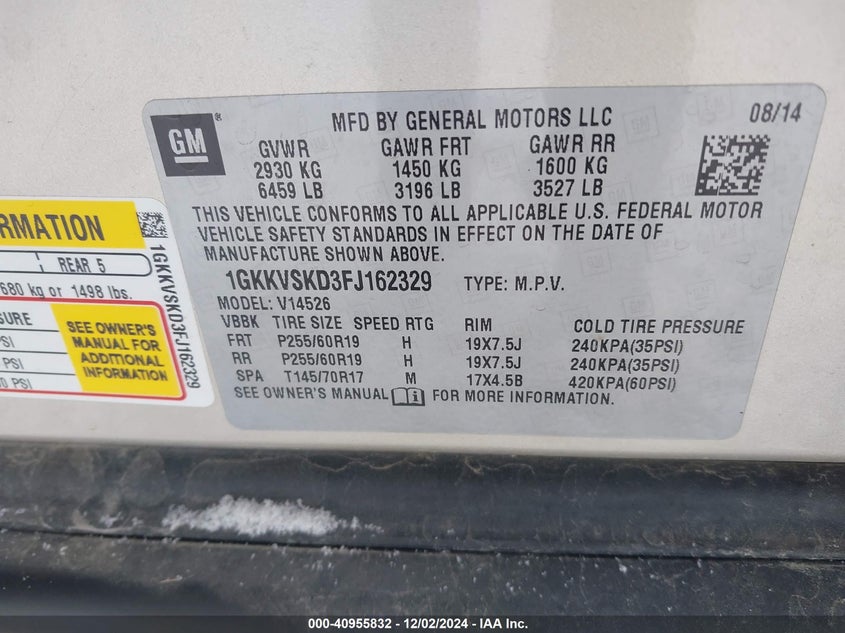 GM
®
MFD BY GENERAL MOTORS LLC
08/14
GVWR GAWR FRT GAWR RR
2930 KG 1450 KG 1600 KG
6459 LB 3196 LB 3527 LB
THIS VEHICLE CONFORMS TO ALL APPLICABLE U.S. FEDERAL MOTOR
VEHICLE SAFETY STANDARDS IN EFFECT ON THE DATE OF
MANUFACTURE SHOWN ABOVE.
1GKKVSKD3FJ162329 TYPE: M.P.V.
MODEL: V14526
VBBK TIRE SIZE SPEED RTG RIM COLD TIRE PRESSURE
FRT P255/60R19 H 19X7.5J 240KPA(35PSI)
RR P255/60R19 H 19X7.5J 240KPA(35PSI)
SPA T145/70R17 M 17X4.5B 420KPA(60PSI)
SEE OWNER'S MANUAL FOR MORE INFORMATION.
REAR 5
680 kg or 1498 lbs.
SEE OWNER'S
MANUAL FOR
ADDITIONAL
INFORMATION
PSI
PSI
1GKKVSKD3FJ162329
000-40955832 - 12/02/2024 - IAA Inc.